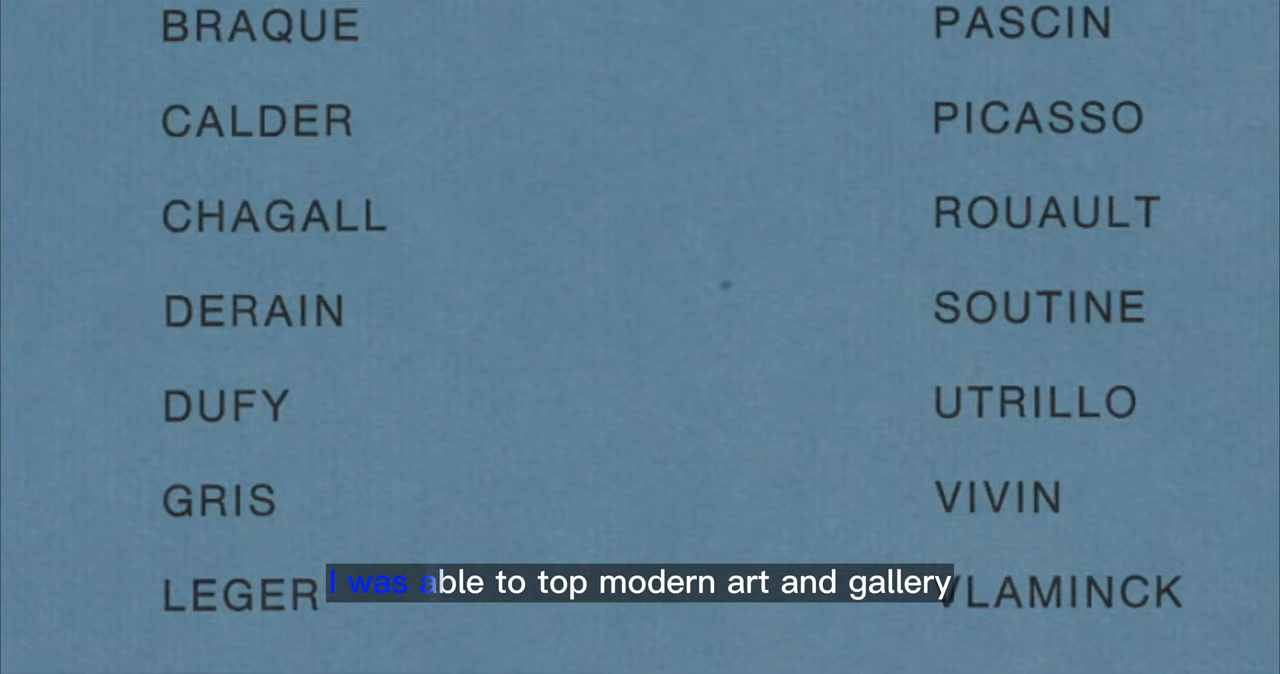 BRAQUE
CALDER
CHAGALL
DERAIN
DUFY
GRIS
LEGER
PASCIN
PICASSO
ROUAULT
SOUTINE
UTRILLO
VIVIN
VLAMINCK
I was able to top modern art and gallery